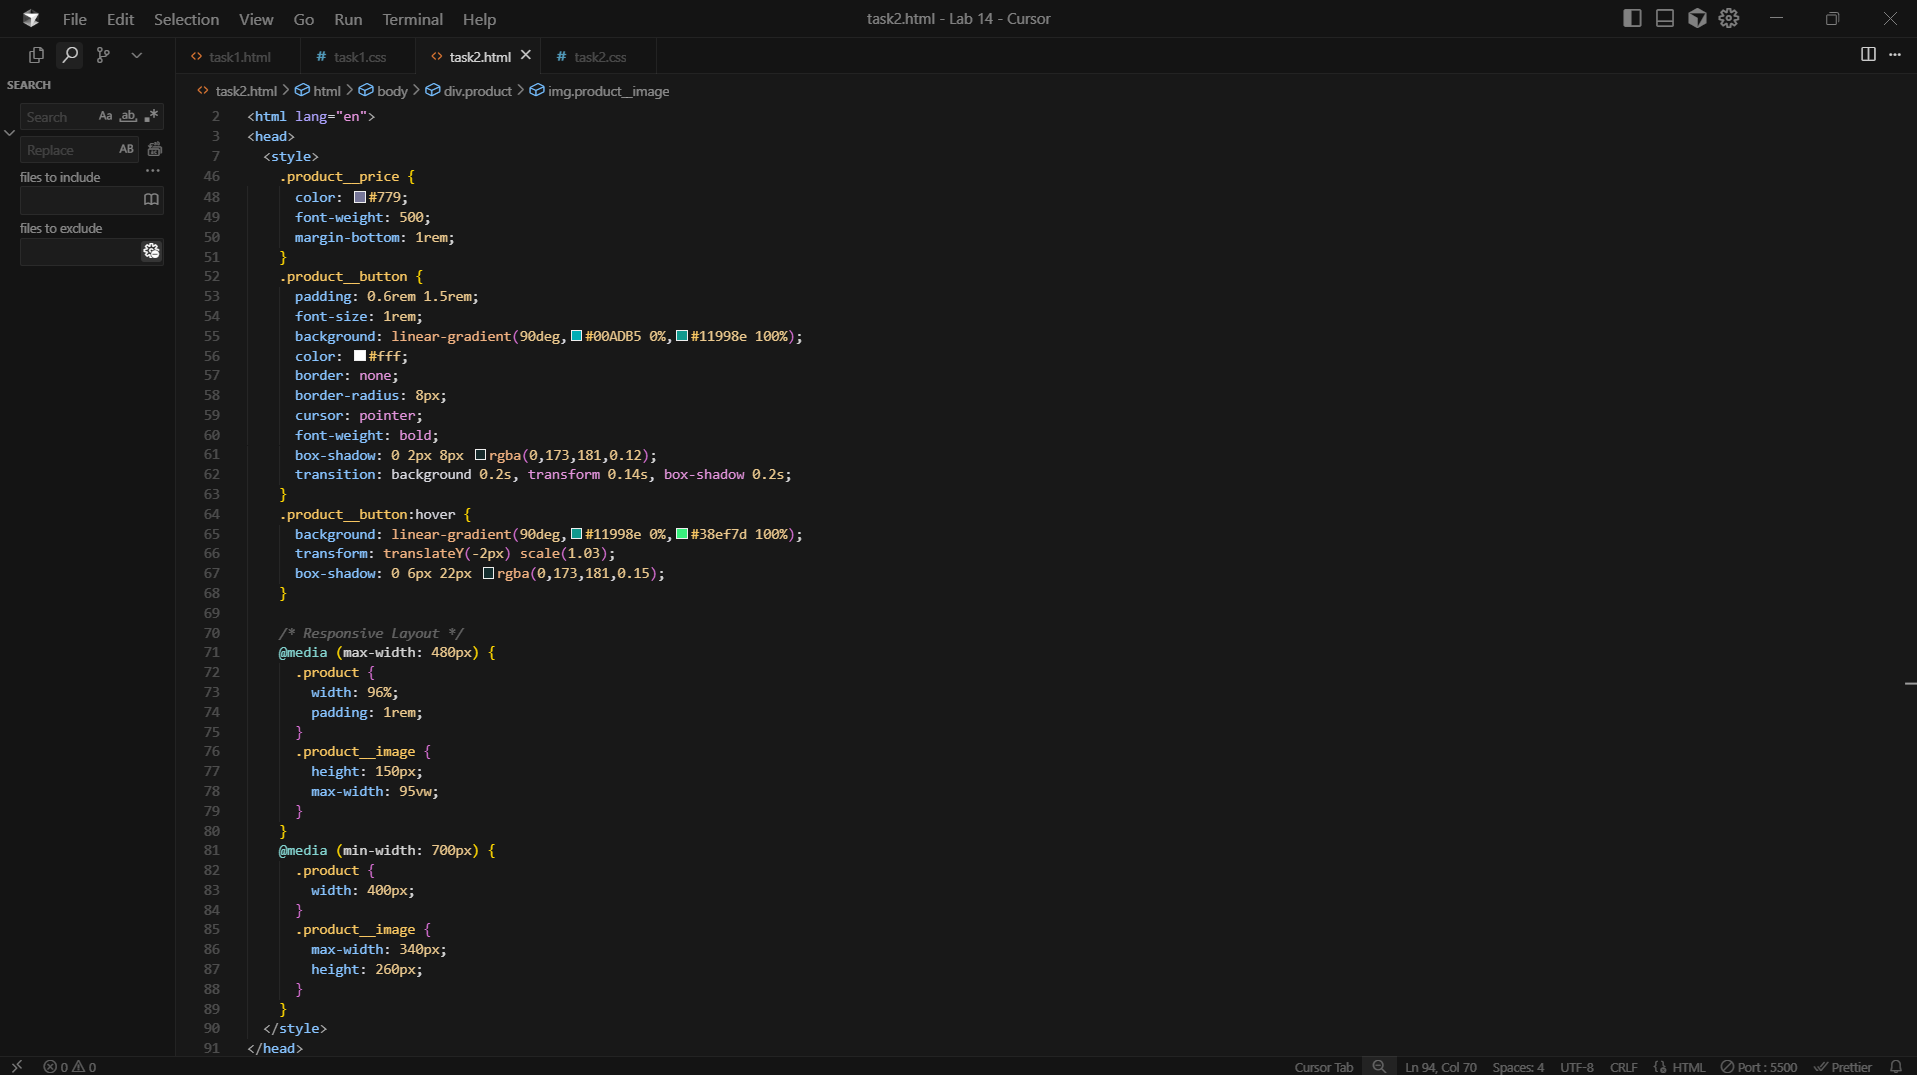 File Edit Selection View Go Run Terminal Help
task2.html - Lab 14 - Cursor
task1.html
# task1.css
task2.html
# task2.css
SEARCH
Search Aa ab
Replace AB
files to include
files to exclude
task2.html > html > body > div.product > img.product__image
2 <html lang="en">
3 <head>
7 <style>
46 .product__price {
48 color: #779;
49 font-weight: 500;
50 margin-bottom: 1rem;
51 }
52 .product__button {
53 padding: 0.6rem 1.5rem;
54 font-size: 1rem;
55 background: linear-gradient(90deg, #00ADB5 0%, #11998e 100%);
56 color: #fff;
57 border: none;
58 border-radius: 8px;
59 cursor: pointer;
60 font-weight: bold;
61 box-shadow: 0 2px 8px rgba(0,173,181,0.12);
62 transition: background 0.2s, transform 0.14s, box-shadow 0.2s;
63 }
64 .product__button:hover {
65 background: linear-gradient(90deg, #11998e 0%, #38ef7d 100%);
66 transform: translateY(-2px) scale(1.03);
67 box-shadow: 0 6px 22px rgba(0,173,181,0.15);
68 }
69
70 /* Responsive Layout */
71 @media (max-width: 480px) {
72 .product {
73 width: 96%;
74 padding: 1rem;
75 }
76 .product__image {
77 height: 150px;
78 max-width: 95vw;
79 }
80 }
81 @media (min-width: 700px) {
82 .product {
83 width: 400px;
84 }
85 .product__image {
86 max-width: 340px;
87 height: 260px;
88 }
89 }
90 </style>
91 </head>
0 0
Cursor Tab Ln 94, Col 70 Spaces: 4 UTF-8 CRLF {} HTML Port : 5500 Prettier